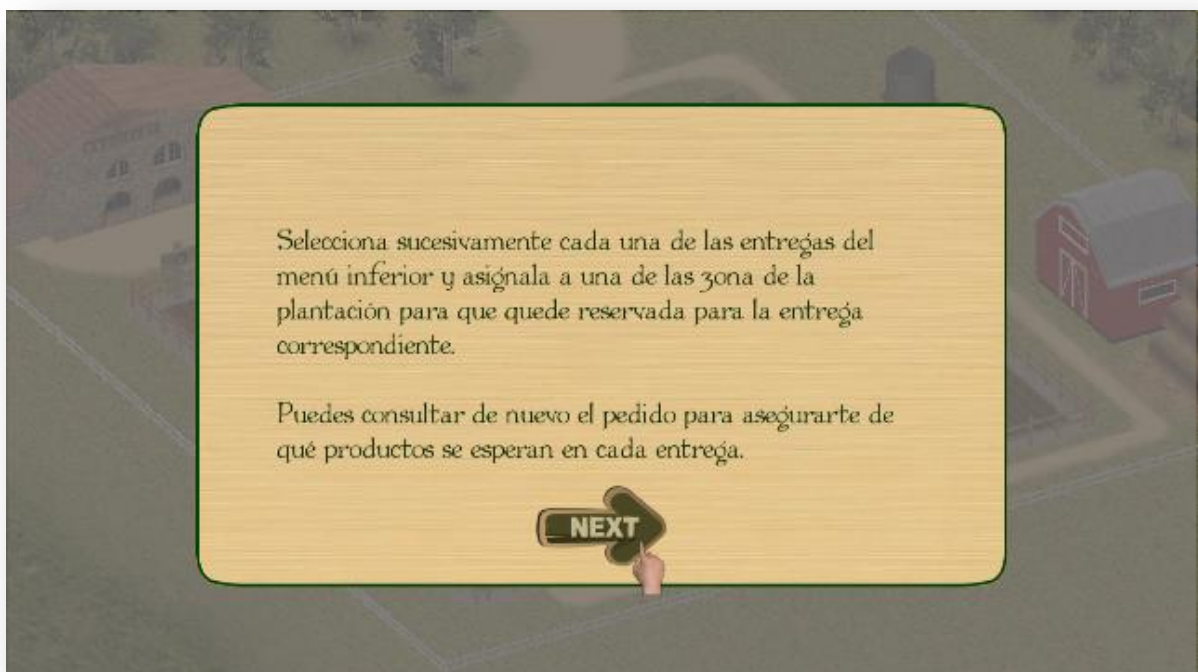 Selecciona sucesivamente cada una de las entregas del
menú inferior y asígnala a una de las zona de la
plantación para que quede reservada para la entrega
correspondiente.
Puedes consultar de nuevo el pedido para asegurarte de
qué productos se esperan en cada entrega.
NEXT